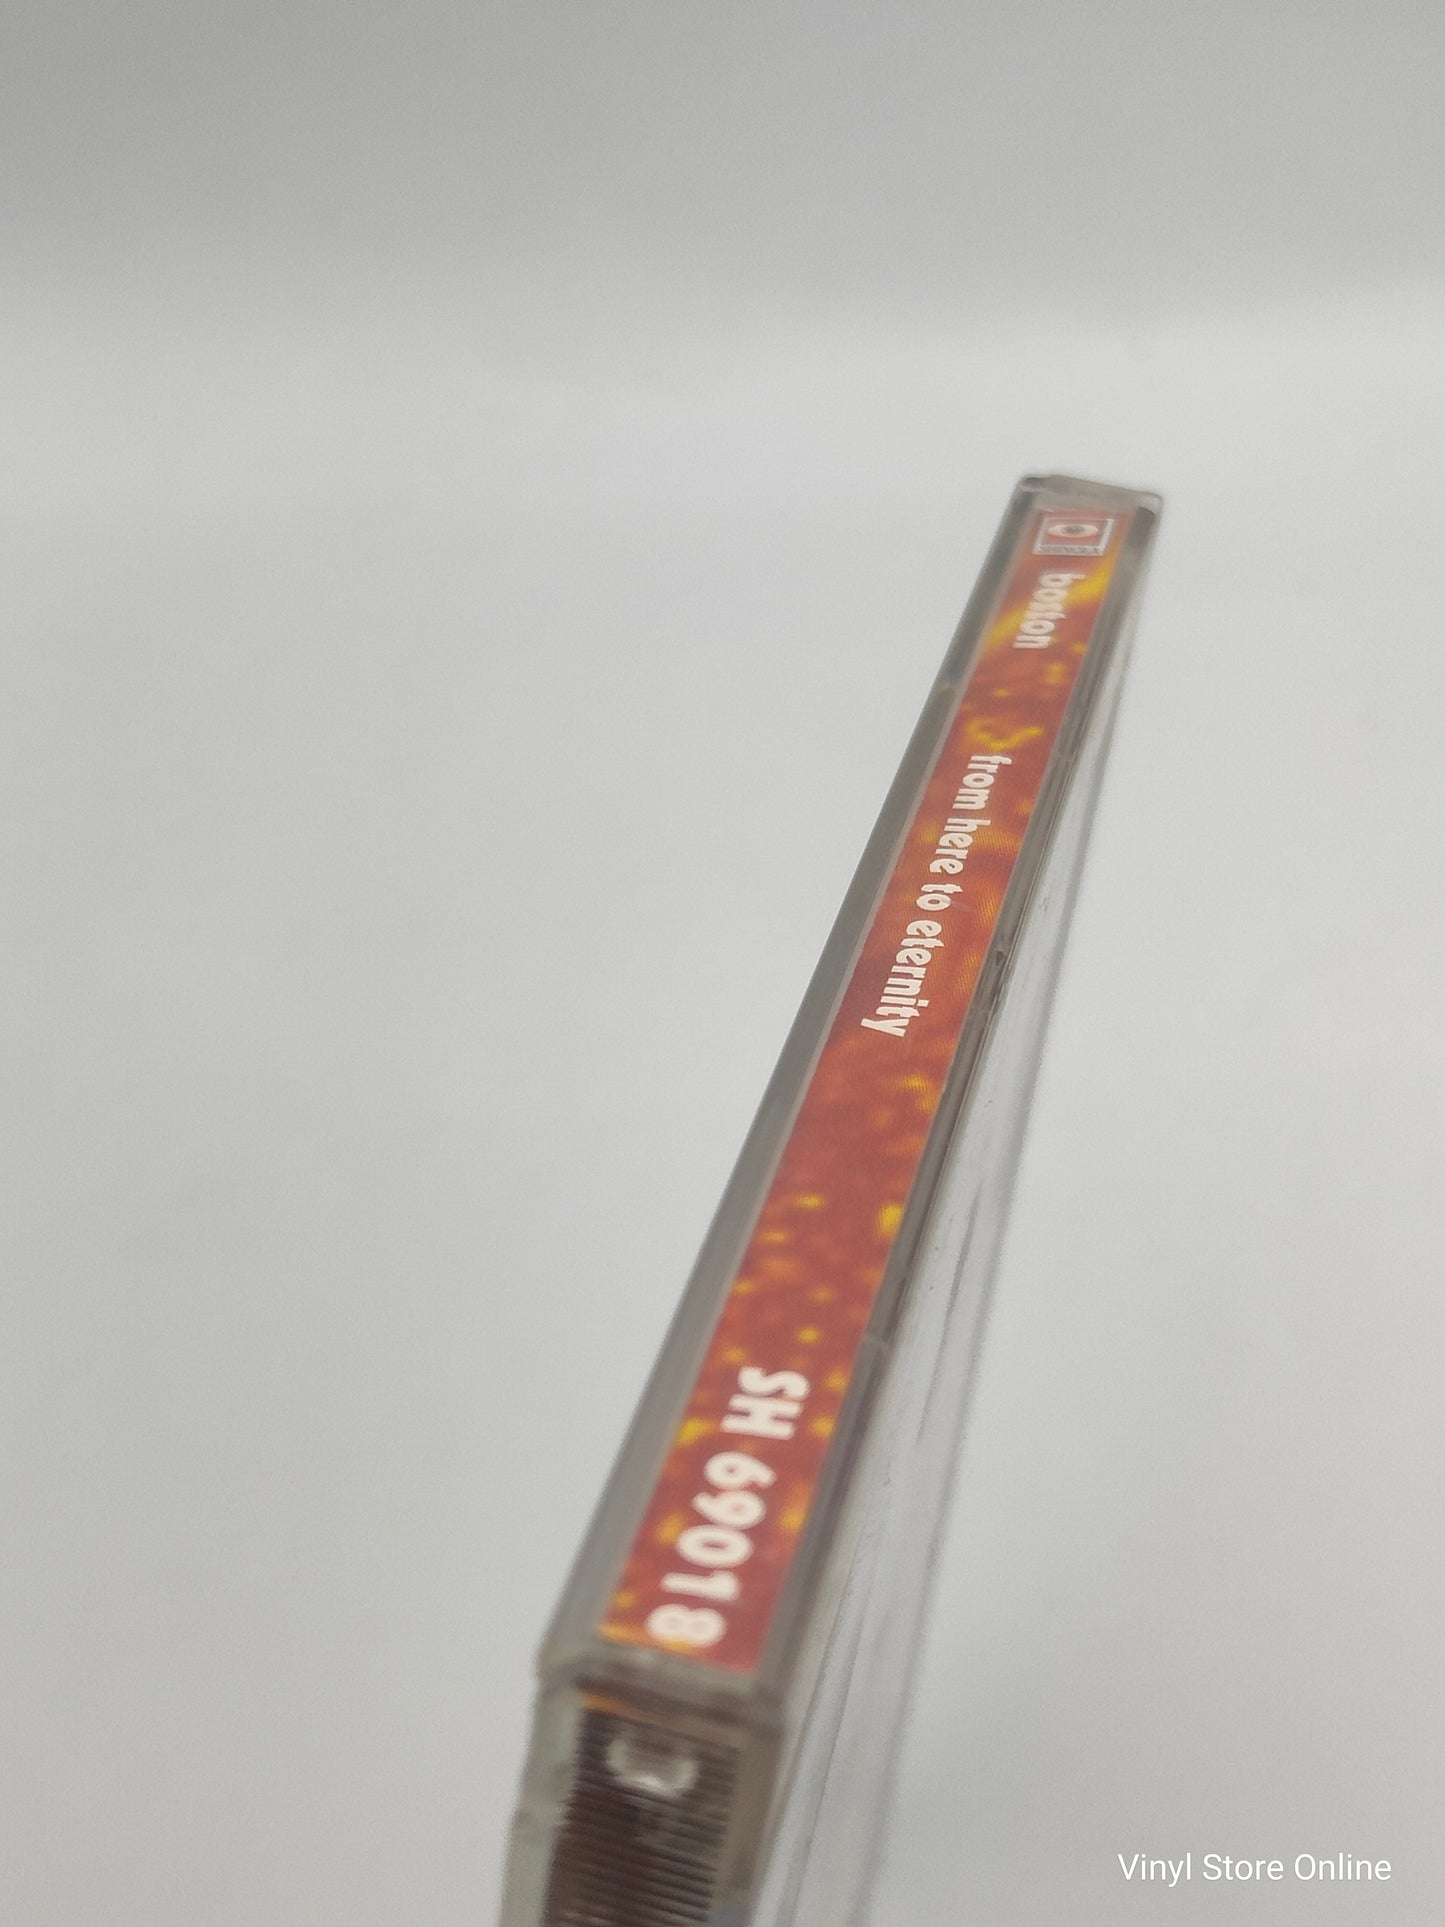 boston from here to eternity SH 69018
Vinyl Store Online